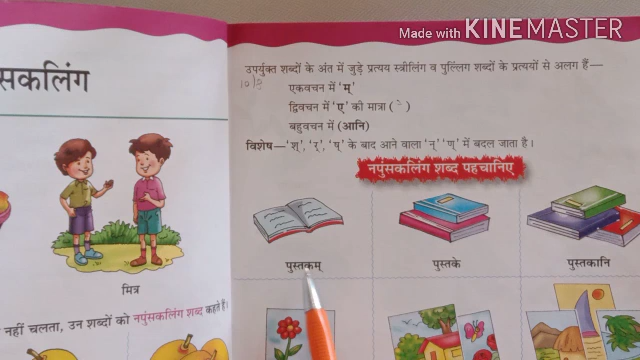 Made with KINEMASTER
सकलिंग
मित्र
नहीं चलता, उन शब्दों को नपुंसकलिंग शब्द कहते हैं।
उपर्युक्त शब्दों के अंत में जुड़े प्रत्यय स्त्रीलिंग व पुल्लिंग शब्दों के प्रत्ययों से अलग हैं—
एकवचन में 'म्'
द्विवचन में 'ए' की मात्रा ( े )
बहुवचन में (आनि)
विशेष—'श्', 'र्', 'ष्' के बाद आने वाला 'न्' 'ण्' में बदल जाता है।
नपुंसकलिंग शब्द पहचानिए
पुस्तकम् पुस्तके पुस्तकानि